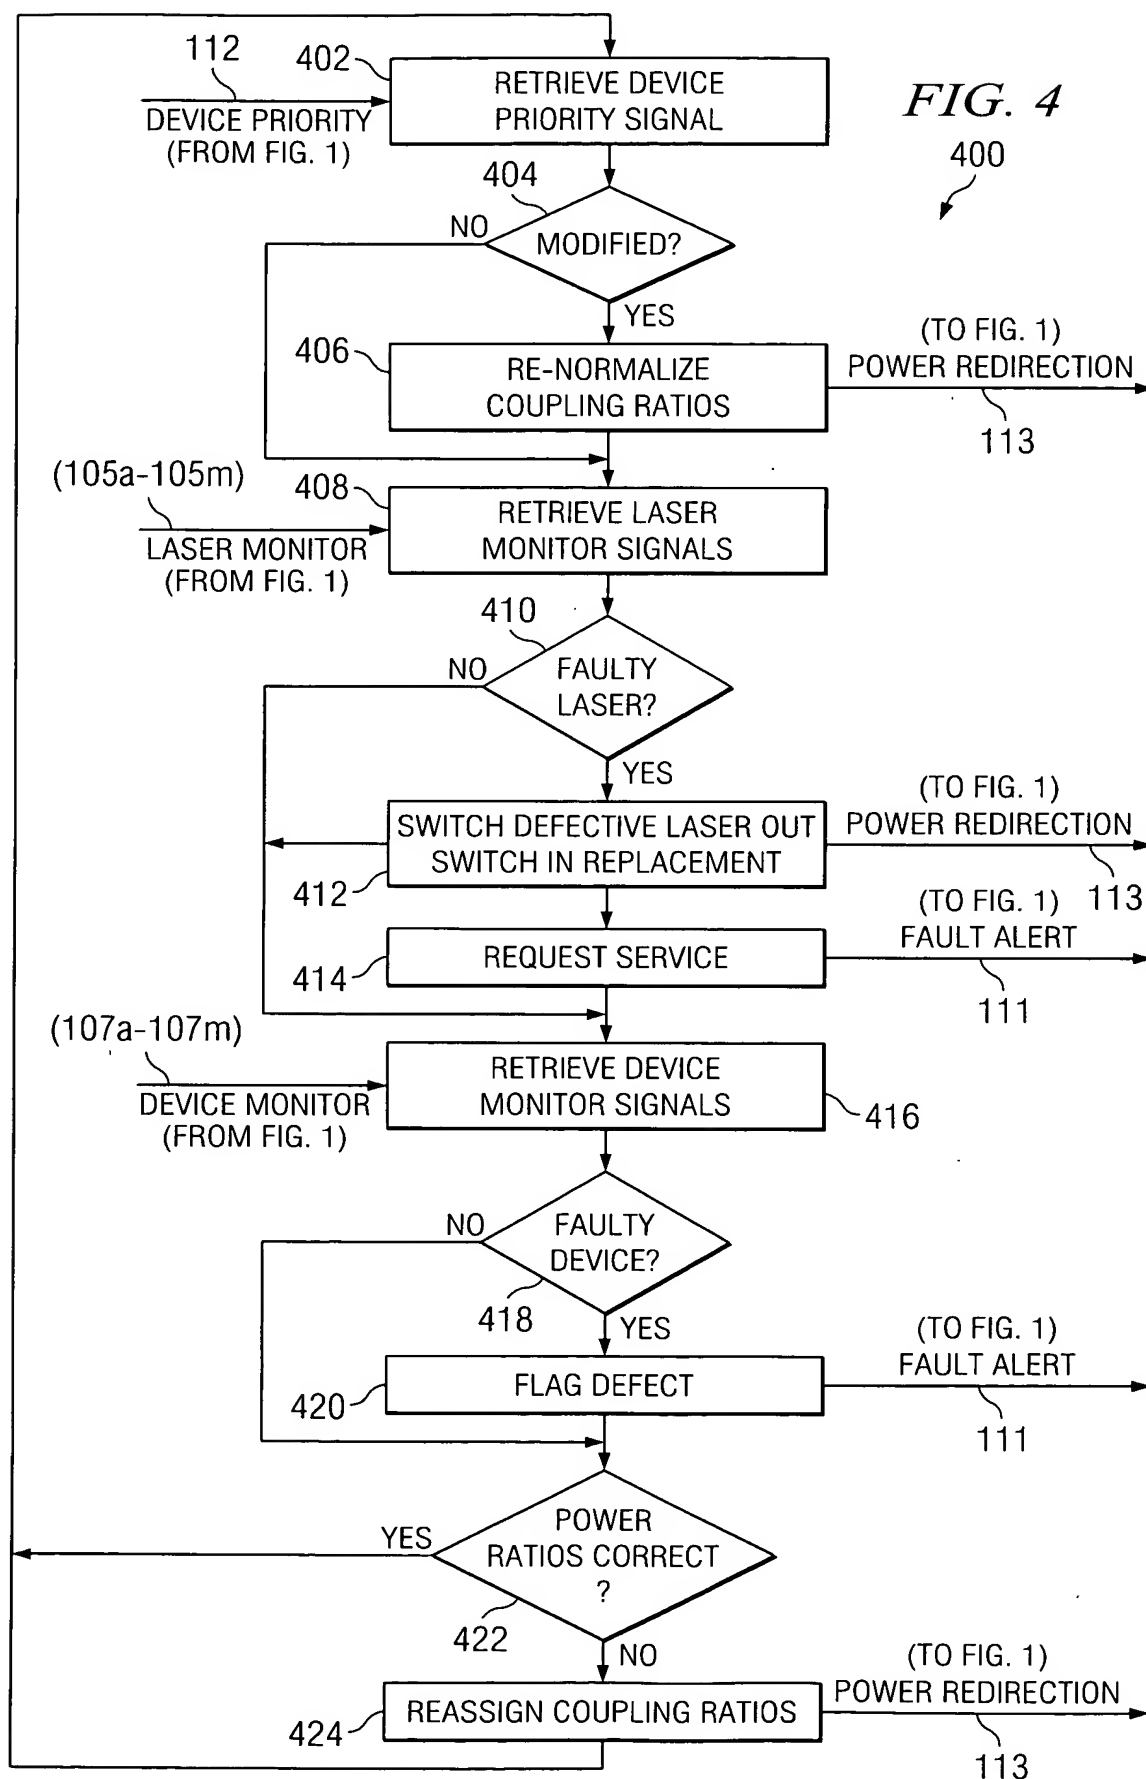 FIG. 4
400
112
402
RETRIEVE DEVICE
PRIORITY SIGNAL
DEVICE PRIORITY
(FROM FIG. 1)
404
NO
MODIFIED?
YES
406
RE-NORMALIZE
COUPLING RATIOS
(TO FIG. 1)
POWER REDIRECTION
113
(105a-105m)
408
RETRIEVE LASER
MONITOR SIGNALS
LASER MONITOR
(FROM FIG. 1)
410
NO
FAULTY
LASER?
YES
SWITCH DEFECTIVE LASER OUT
SWITCH IN REPLACEMENT
412
(TO FIG. 1)
POWER REDIRECTION
113
REQUEST SERVICE
414
(TO FIG. 1)
FAULT ALERT
111
(107a-107m)
RETRIEVE DEVICE
MONITOR SIGNALS
416
DEVICE MONITOR
(FROM FIG. 1)
NO
FAULTY
DEVICE?
418
YES
FLAG DEFECT
420
(TO FIG. 1)
FAULT ALERT
111
YES
POWER
RATIOS CORRECT
?
422
NO
REASSIGN COUPLING RATIOS
424
(TO FIG. 1)
POWER REDIRECTION
113